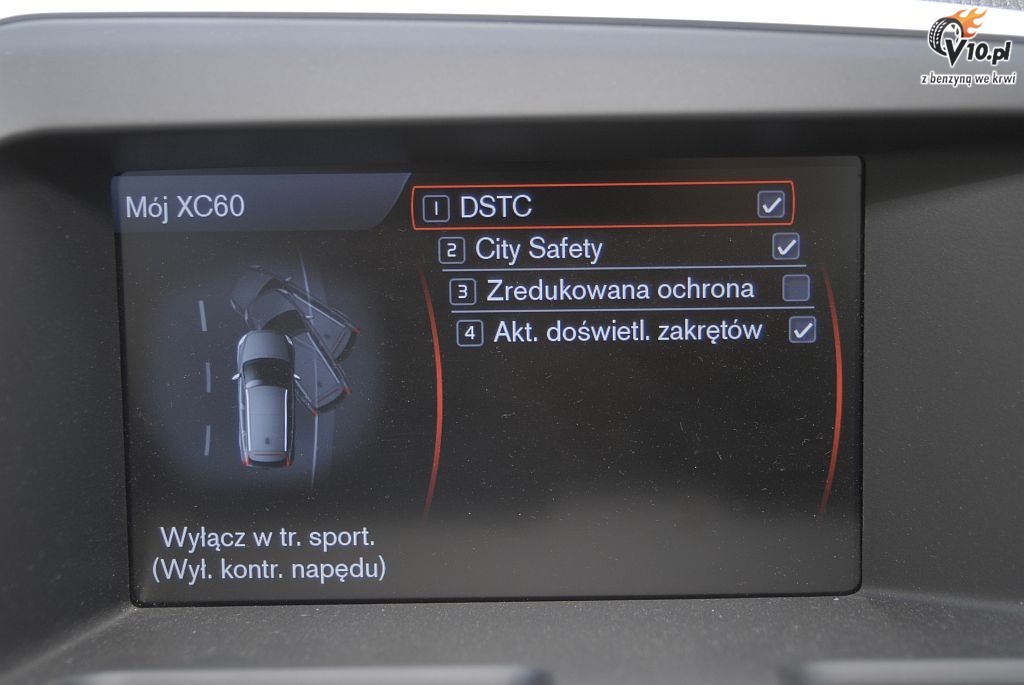 V10.pl
z benzyną we krwi
Mój XC60
1 DSTC
2 City Safety
3 Zredukowana ochrona
4 Akt. doświetl. zakrętów
Wyłącz w tr. sport.
(Wył. kontr. napędu)